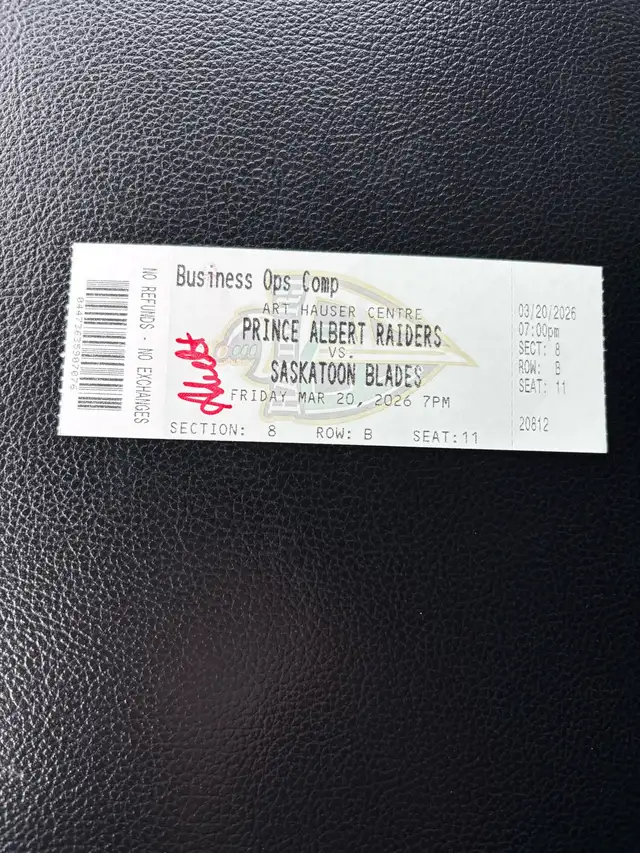 NO REFUNDS - NO EXCHANGES
Business Ops Comp
ART HAUSER CENTRE
PRINCE ALBERT RAIDERS
VS.
SASKATOON BLADES
FRIDAY MAR 20, 2026 7PM
SECTION: 8 ROW: B SEAT:11
03/20/2026
07:00pm
SECT: 8
ROW: B
SEAT: 11
20812